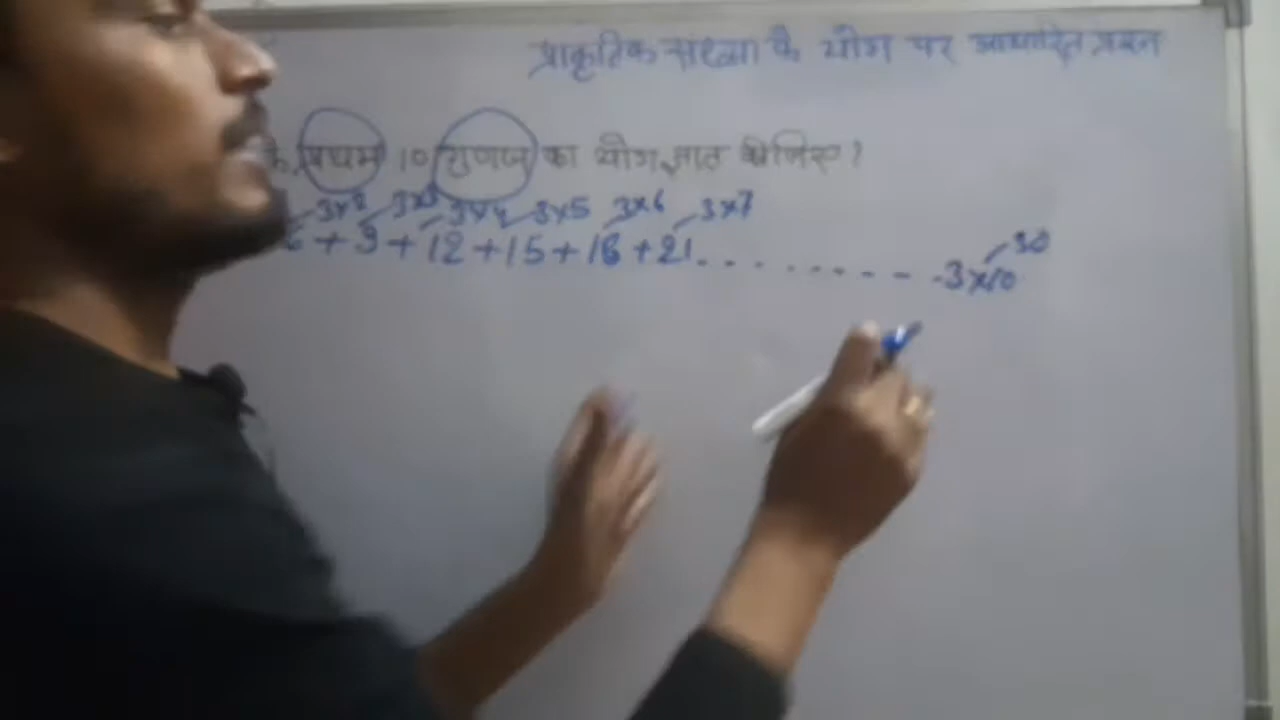 प्राकृतिक संख्या के योग पर आधारित प्रश्न
के प्रथम 10 गुणज का योग ज्ञात कीजिए?
3x2 3x3 3x4 3x5 3x6 3x7
6 + 9 + 12 + 15 + 18 + 21 . . . . . . . . . . 3x10 30